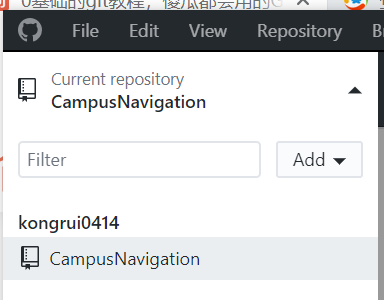 0基础的git教程，傻瓜都会用的G
File Edit View Repository
Current repository
CampusNavigation
Filter
Add
kongrui0414
CampusNavigation